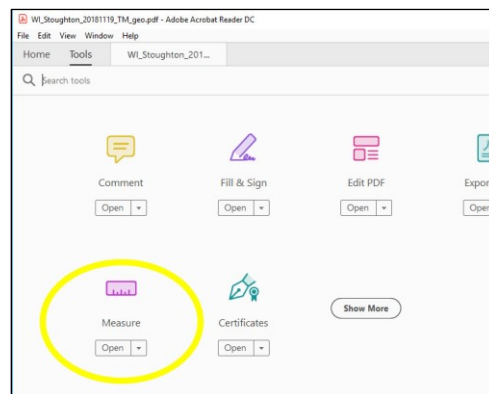 WI_Stoughton_20181119_TM_geo.pdf - Adobe Acrobat Reader DC
File Edit View Window Help
Home Tools WI_Stoughton_201...
Search tools
Comment Fill & Sign Edit PDF Expor
Open Open Open Open
Measure Certificates Show More
Open Open